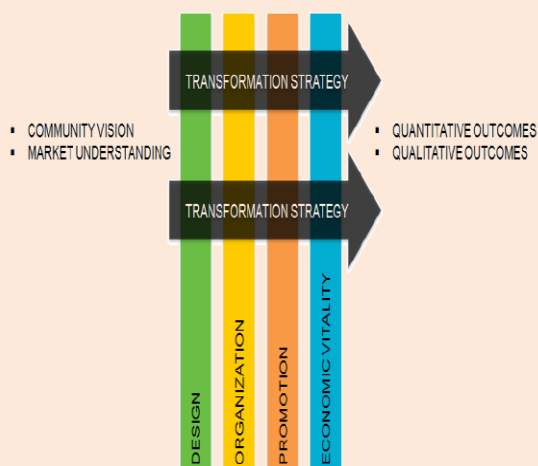 TRANSFORMATION STRATEGY
▪ COMMUNITY VISION
▪ MARKET UNDERSTANDING
▪ QUANTITATIVE OUTCOMES
▪ QUALITATIVE OUTCOMES
TRANSFORMATION STRATEGY
DESIGN
ORGANIZATION
PROMOTION
ECONOMIC VITALITY